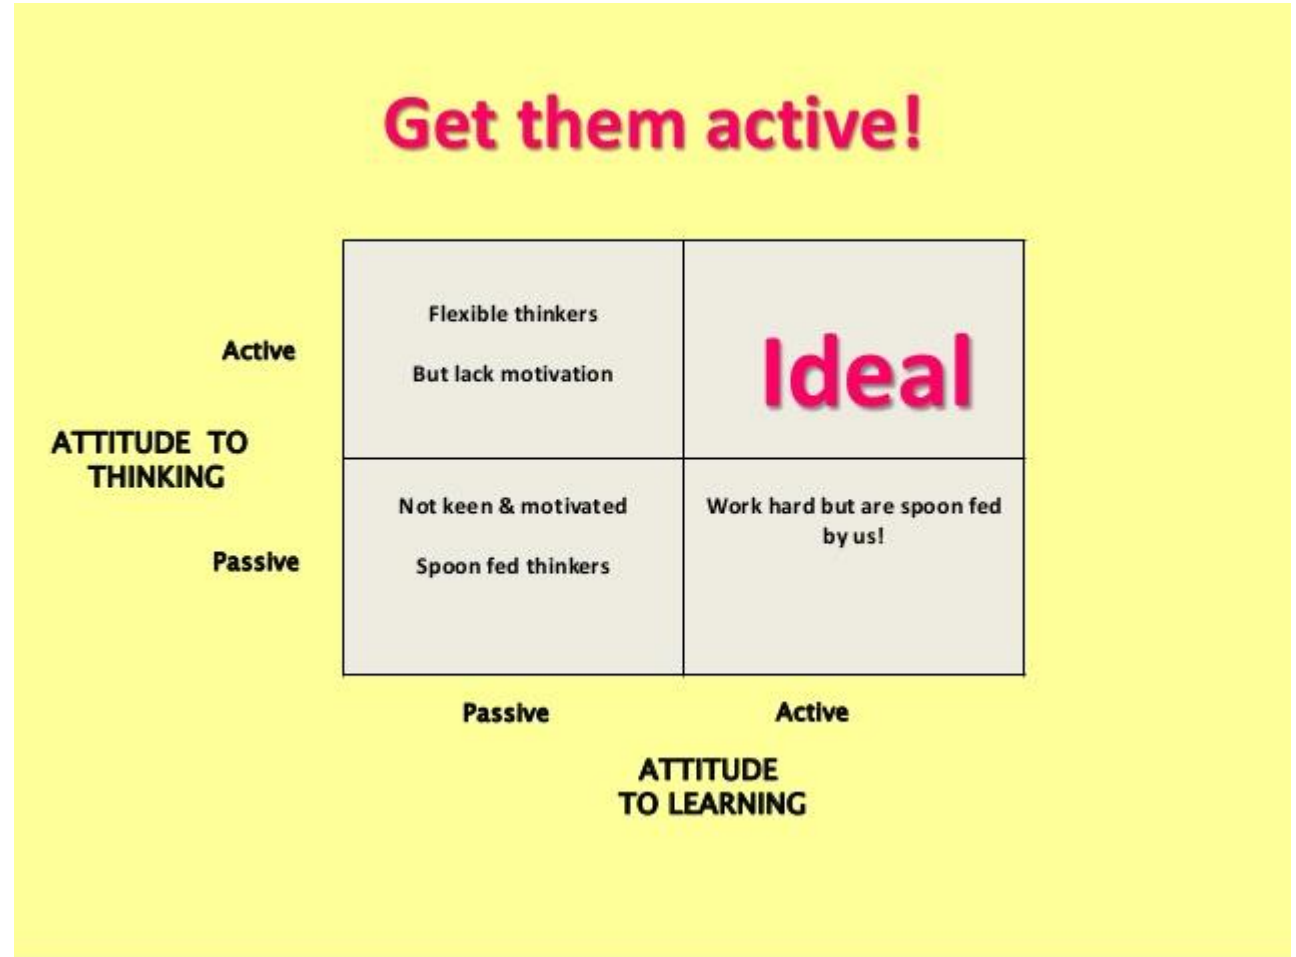 Get them active!
Flexible thinkers
But lack motivation
Ideal
Active
ATTITUDE TO
THINKING
Not keen & motivated
Spoon fed thinkers
Work hard but are spoon fed
by us!
Passive
Passive
Active
ATTITUDE
TO LEARNING